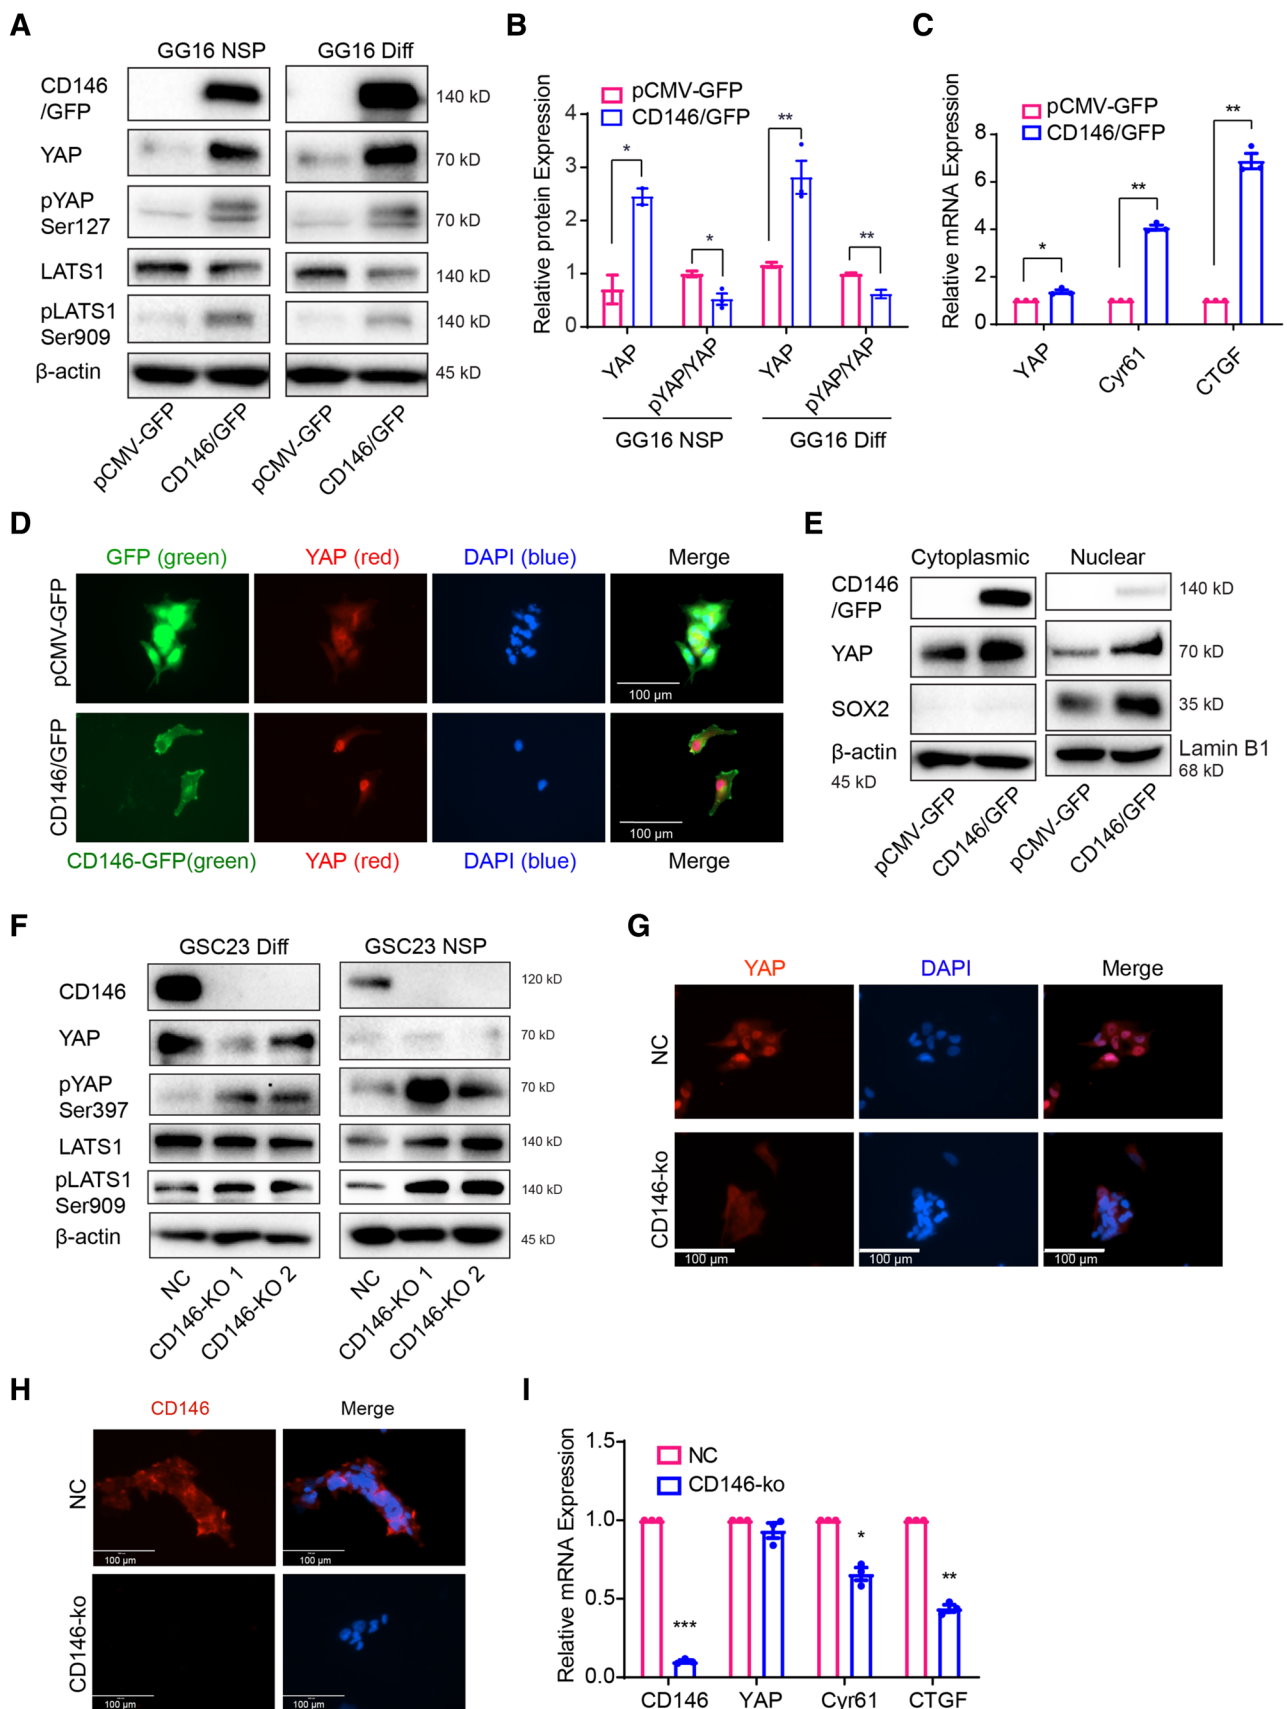 A
GG16 NSP
GG16 Diff
CD146
/GFP
140 kD
YAP
70 kD
pYAP
Ser127
70 kD
LATS1
140 kD
pLATS1
Ser909
140 kD
β-actin
45 kD
pCMV-GFP
CD146/GFP
pCMV-GFP
CD146/GFP
B
Relative protein Expression
pCMV-GFP
CD146/GFP
4
3
2
1
0
*
*
**
**
YAP
pYAP/YAP
YAP
pYAP/YAP
GG16 NSP
GG16 Diff
C
Relative mRNA Expression
pCMV-GFP
CD146/GFP
8
6
4
2
0
*
**
**
YAP
Cyr61
CTGF
D
GFP (green)
YAP (red)
DAPI (blue)
Merge
pCMV-GFP
100 µm
CD146/GFP
100 µm
CD146-GFP(green)
YAP (red)
DAPI (blue)
Merge
E
Cytoplasmic
Nuclear
CD146
/GFP
140 kD
YAP
70 kD
SOX2
35 kD
β-actin
45 kD
Lamin B1
68 kD
pCMV-GFP
CD146/GFP
pCMV-GFP
CD146/GFP
F
GSC23 Diff
GSC23 NSP
CD146
120 kD
YAP
70 kD
pYAP
Ser397
70 kD
LATS1
140 kD
pLATS1
Ser909
140 kD
β-actin
45 kD
NC
CD146-KO 1
CD146-KO 2
NC
CD146-KO 1
CD146-KO 2
G
YAP
DAPI
Merge
NC
CD146-ko
100 µm
100 µm
100 µm
H
CD146
Merge
NC
100 µm
100 µm
CD146-ko
100 µm
100 µm
I
Relative mRNA Expression
NC
CD146-ko
1.5
1.0
0.5
0.0
***
*
**
CD146
YAP
Cyr61
CTGF